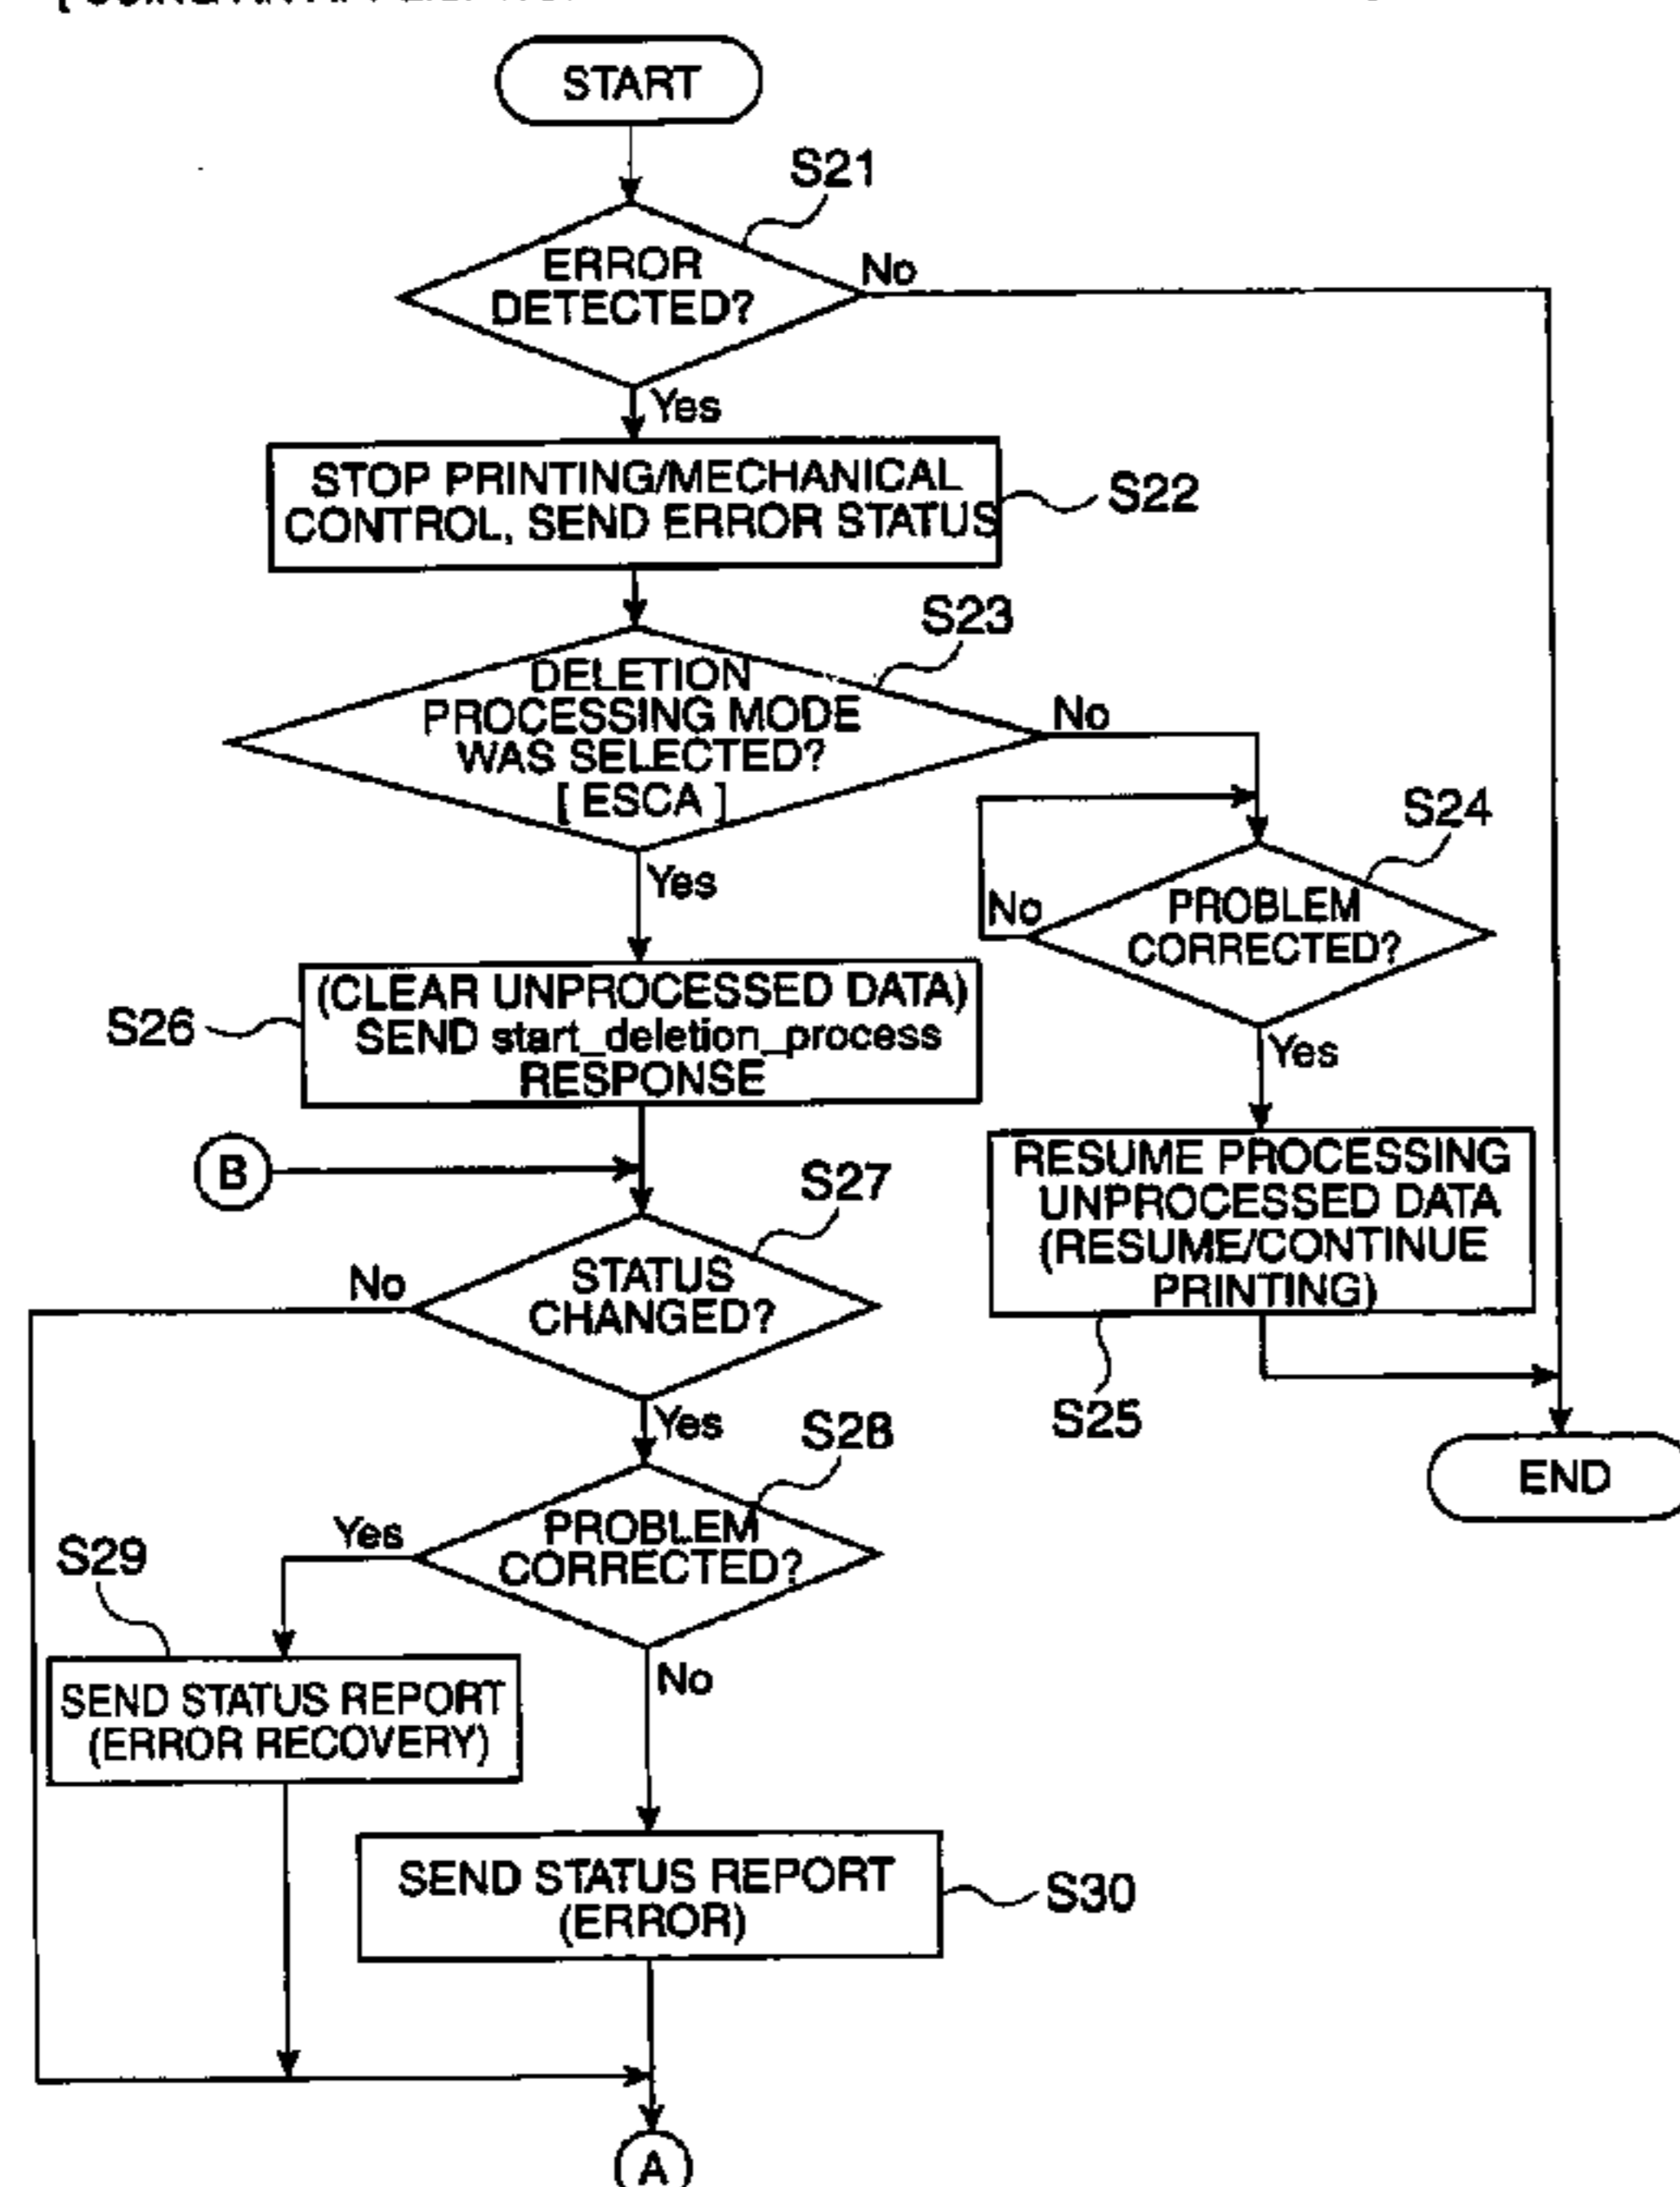 START
S21
ERROR
DETECTED?
No
Yes
STOP PRINTING/MECHANICAL
CONTROL, SEND ERROR STATUS
S22
S23
DELETION
PROCESSING MODE
WAS SELECTED?
[ ESCA ]
No
Yes
S24
PROBLEM
CORRECTED?
No
Yes
S26
(CLEAR UNPROCESSED DATA)
SEND start_deletion_process
RESPONSE
RESUME PROCESSING
UNPROCESSED DATA
(RESUME/CONTINUE
PRINTING)
S25
END
B
S27
STATUS
CHANGED?
No
Yes
S28
PROBLEM
CORRECTED?
Yes
No
S29
SEND STATUS REPORT
(ERROR RECOVERY)
SEND STATUS REPORT
(ERROR)
S30
A